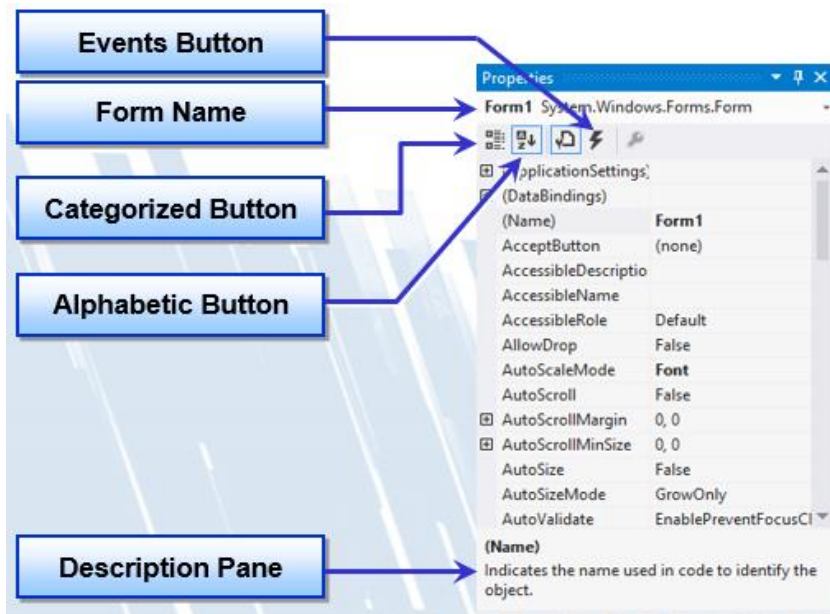 Events Button
Form Name
Categorized Button
Alphabetic Button
Description Pane
Properties
Form1 System.Windows.Forms.Form
(ApplicationSettings)
(DataBindings)
(Name) Form1
AcceptButton (none)
AccessibleDescriptio
AccessibleName
AccessibleRole Default
AllowDrop False
AutoScaleMode Font
AutoScroll False
AutoScrollMargin 0, 0
AutoScrollMinSize 0, 0
AutoSize False
AutoSizeMode GrowOnly
AutoValidate EnablePreventFocusCl
(Name)
Indicates the name used in code to identify the
object.